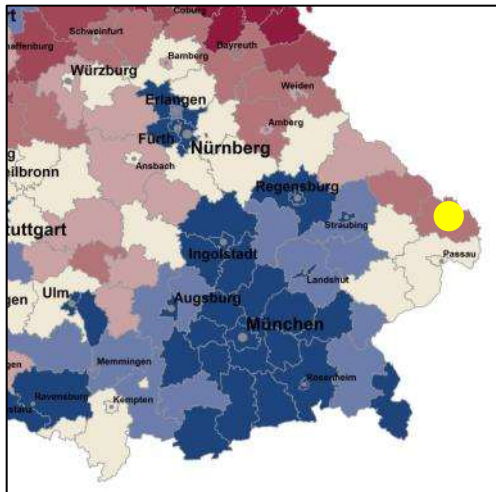 Coburg
Schweinfurt
Bayreuth
Bamberg
Würzburg
Weiden
Erlangen
Amberg
Fürth
Nürnberg
Ansbach
Regensburg
Straubing
Passau
Ingolstadt
Landshut
Ulm
Augsburg
München
Memmingen
Rosenheim
Ravensburg
Kempten